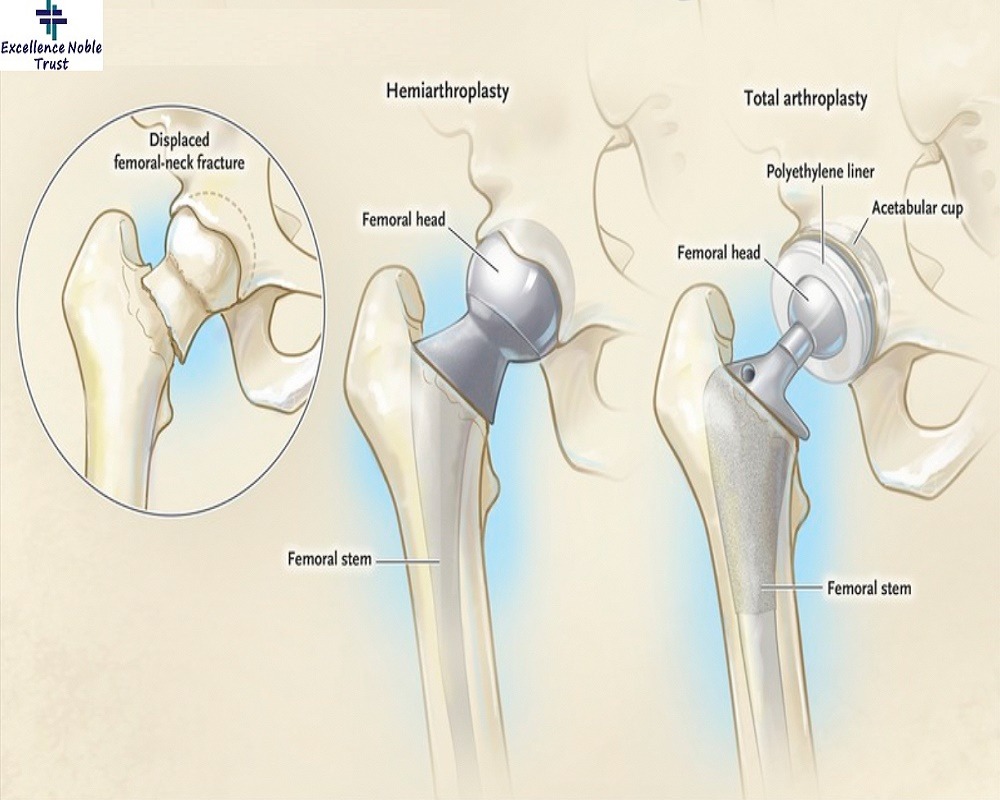 Excellence Noble
Trust
Displaced
femoral-neck fracture
Hemiarthroplasty
Femoral head
Femoral stem
Total arthroplasty
Polyethylene liner
Acetabular cup
Femoral head
Femoral stem